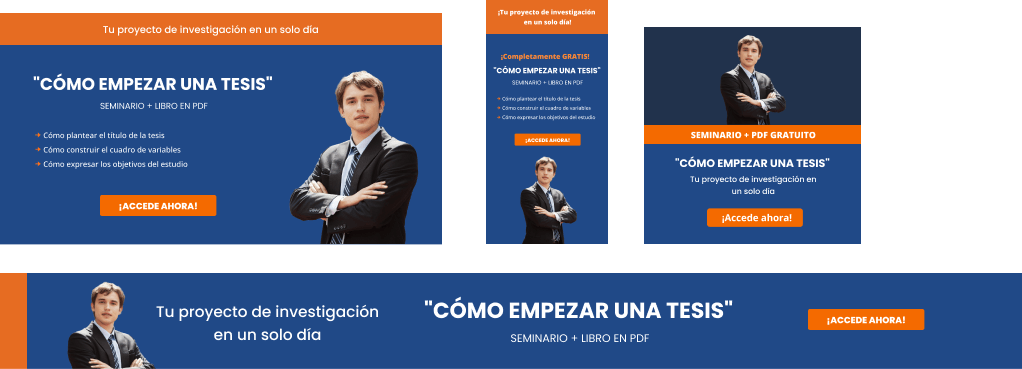 Tu proyecto de investigación en un solo día
"CÓMO EMPEZAR UNA TESIS"
SEMINARIO + LIBRO EN PDF
Cómo plantear el título de la tesis
Cómo construir el cuadro de variables
Cómo expresar los objetivos del estudio
¡ACCEDE AHORA!
¡Tu proyecto de investigación
en un solo día!
¡Completamente GRATIS!
"CÓMO EMPEZAR UNA TESIS"
SEMINARIO + LIBRO EN PDF
Cómo plantear el título de la tesis
Cómo construir el cuadro de variables
Cómo expresar los objetivos del estudio
¡ACCEDE AHORA!
SEMINARIO + PDF GRATUITO
"CÓMO EMPEZAR UNA TESIS"
Tu proyecto de investigación en
un solo día
¡Accede ahora!
Tu proyecto de investigación
en un solo día
"CÓMO EMPEZAR UNA TESIS"
SEMINARIO + LIBRO EN PDF
¡ACCEDE AHORA!